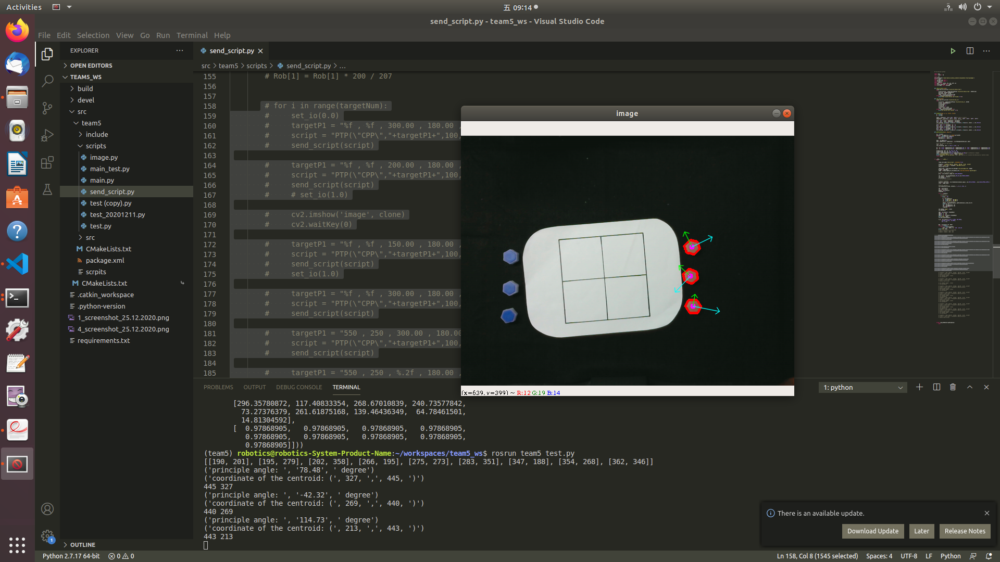 Activities
五 09:14
send_script.py - team5_ws - Visual Studio Code
File Edit Selection View Go Run Terminal Help
EXPLORER
OPEN EDITORS
TEAM5_WS
build
devel
src
team5
include
scripts
image.py
main_test.py
main.py
send_script.py
test (copy).py
test_20201211.py
test.py
src
CMakeLists.txt
package.xml
scrpits
CMakeLists.txt
.catkin_workspace
.python-version
1_screenshot_25.12.2020.png
4_screenshot_25.12.2020.png
requirements.txt
OUTLINE
send_script.py
src > team5 > scripts > send_script.py > ...
155 # Rob[1] = Rob[1] * 200 / 207
156
157
158 # for i in range(targetNum):
159 # set_io(0.0)
160 # targetP1 = "%f , %f , 300.00 , 180.00 ,
161 # script = "PTP(\"CPP\","+targetP1+",100,
162 # send_script(script)
163
164 # targetP1 = "%f , %f , 200.00 , 180.00 ,
165 # script = "PTP(\"CPP\","+targetP1+",100,
166 # send_script(script)
167 # # set_io(1.0)
168
169 # cv2.imshow('image', clone)
170 # cv2.waitKey(0)
171
172 # targetP1 = "%f , %f , 150.00 , 180.00 ,
173 # script = "PTP(\"CPP\","+targetP1+",100,
174 # send_script(script)
175 # set_io(1.0)
176
177 # targetP1 = "%f , %f , 300.00 , 180.00 ,
178 # script = "PTP(\"CPP\","+targetP1+",100,
179 # send_script(script)
180
181 # targetP1 = "550 , 250 , 300.00 , 180.00
182 # script = "PTP(\"CPP\","+targetP1+",100,
183 # send_script(script)
184
185 # targetP1 = "550 , 250 , %.2f , 180.00 ,
image
(x=639, y=399) ~ R:12 G:19 B:14
PROBLEMS OUTPUT DEBUG CONSOLE TERMINAL
1: python
[296.35780872, 117.40833354, 268.67010839, 240.73577842,
73.27376379, 261.61875168, 139.46436349, 64.78461501,
14.81304592],
[ 0.97868905, 0.97868905, 0.97868905, 0.97868905,
0.97868905, 0.97868905, 0.97868905, 0.97868905,
0.97868905]]))
(team5) robotics@robotics-System-Product-Name:~/workspaces/team5_ws$ rosrun team5 test.py
[[190, 201], [195, 279], [202, 358], [266, 195], [275, 273], [283, 351], [347, 188], [354, 268], [362, 346]]
('principle angle: ', '78.48', ' degree')
('coordinate of the centroid: (', 327, ',', 445, ')')
445 327
('principle angle: ', '-42.32', ' degree')
('coordinate of the centroid: (', 269, ',', 440, ')')
440 269
('principle angle: ', '114.73', ' degree')
('coordinate of the centroid: (', 213, ',', 443, ')')
443 213
There is an available update.
Download Update Later Release Notes
1
Python 2.7.17 64-bit 0 0
Ln 158, Col 8 (1545 selected) Spaces: 4 UTF-8 LF Python